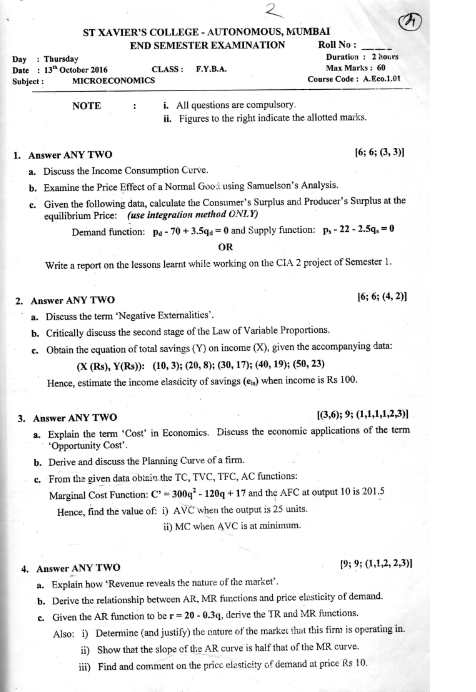 2
4
ST XAVIER'S COLLEGE - AUTONOMOUS, MUMBAI
END SEMESTER EXAMINATION Roll No : _____
Day : Thursday Duration : 2 hours
Date : 13th October 2016 CLASS : F.Y.B.A. Max Marks : 60
Subject : MICROECONOMICS Course Code : A.Eco.1.01
NOTE : i. All questions are compulsory.
ii. Figures to the right indicate the allotted marks.
1. Answer ANY TWO [6; 6; (3, 3)]
a. Discuss the Income Consumption Curve.
b. Examine the Price Effect of a Normal Good using Samuelson's Analysis.
c. Given the following data, calculate the Consumer's Surplus and Producer's Surplus at the
equilibrium Price: (use integration method ONLY)
Demand function: pd - 70 + 3.5qd = 0 and Supply function: ps - 22 - 2.5qs = 0
OR
Write a report on the lessons learnt while working on the CIA 2 project of Semester 1.
2. Answer ANY TWO [6; 6; (4, 2)]
a. Discuss the term 'Negative Externalities'.
b. Critically discuss the second stage of the Law of Variable Proportions.
c. Obtain the equation of total savings (Y) on income (X), given the accompanying data:
(X (Rs), Y(Rs)): (10, 3); (20, 8); (30, 17); (40, 19); (50, 23)
Hence, estimate the income elasticity of savings (eis) when income is Rs 100.
3. Answer ANY TWO [(3,6); 9; (1,1,1,1,2,3)]
a. Explain the term 'Cost' in Economics. Discuss the economic applications of the term
'Opportunity Cost'.
b. Derive and discuss the Planning Curve of a firm.
c. From the given data obtain the TC, TVC, TFC, AC functions:
Marginal Cost Function: C' = 300q² - 120q + 17 and the AFC at output 10 is 201.5
Hence, find the value of: i) AVC when the output is 25 units.
ii) MC when AVC is at minimum.
4. Answer ANY TWO [9; 9; (1,1,2, 2,3)]
a. Explain how 'Revenue reveals the nature of the market'.
b. Derive the relationship between AR, MR functions and price elasticity of demand.
c. Given the AR function to be r = 20 - 0.3q, derive the TR and MR functions.
Also: i) Determine (and justify) the nature of the market that this firm is operating in.
ii) Show that the slope of the AR curve is half that of the MR curve.
iii) Find and comment on the price elasticity of demand at price Rs 10.